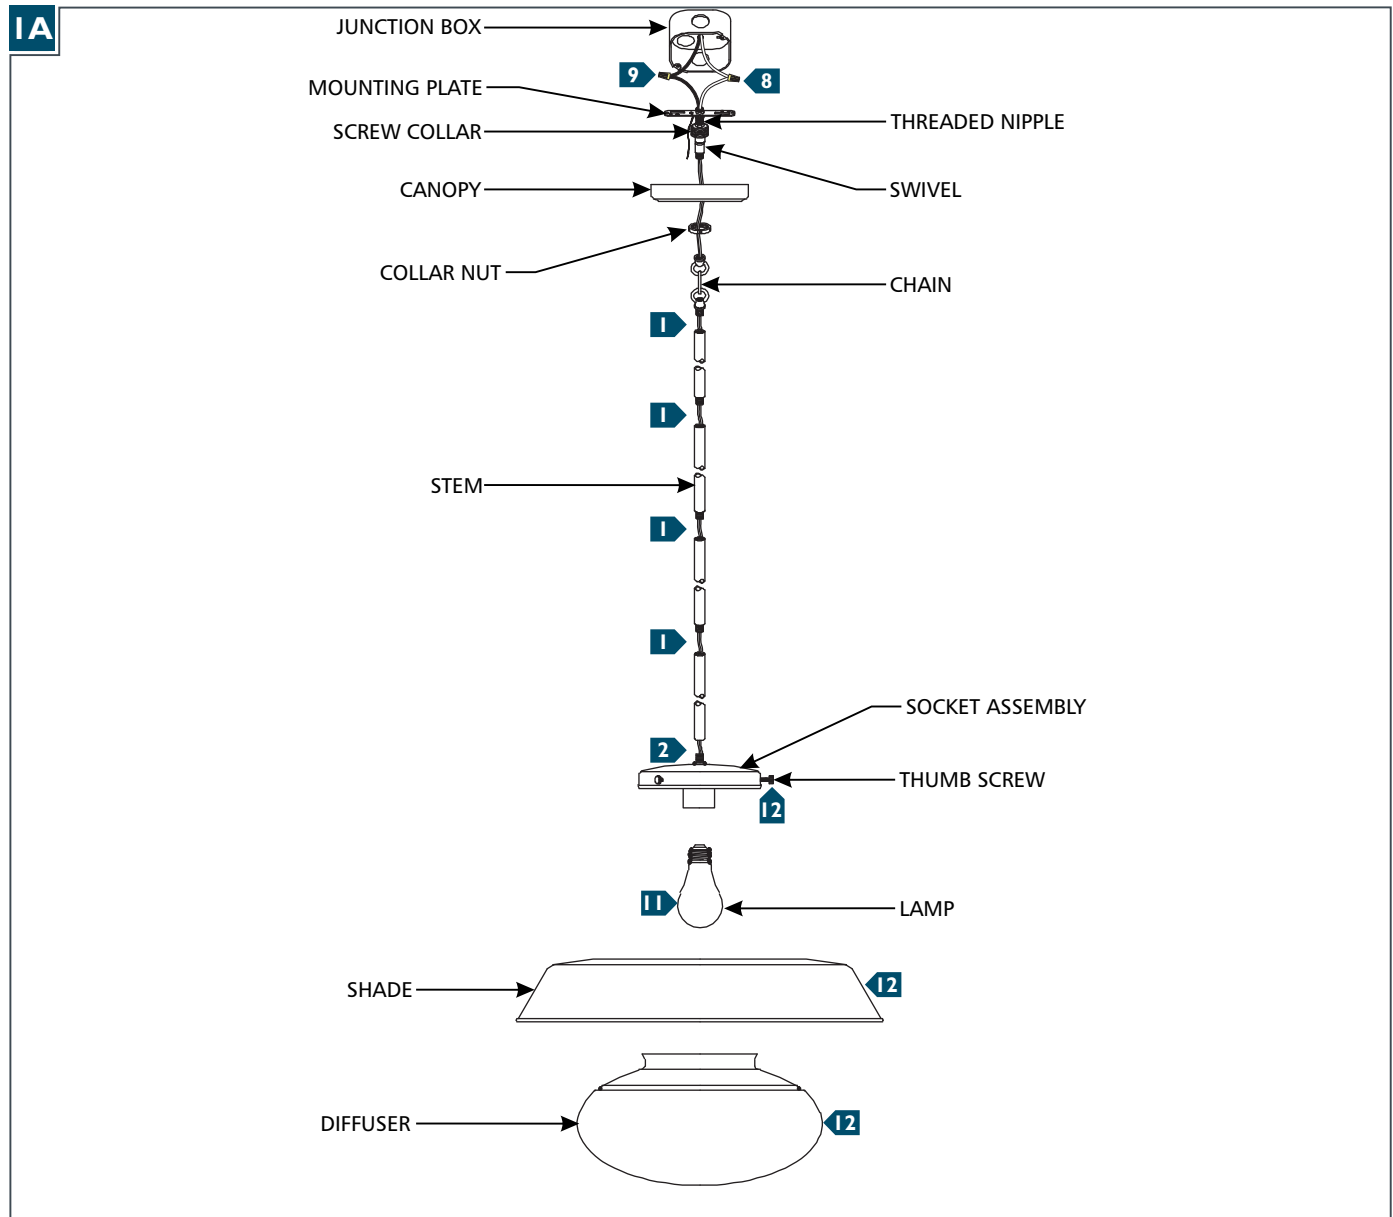 1A
JUNCTION BOX
9
8
MOUNTING PLATE
THREADED NIPPLE
SCREW COLLAR
CANOPY
SWIVEL
COLLAR NUT
CHAIN
1
1
STEM
1
1
SOCKET ASSEMBLY
2
THUMB SCREW
12
11
LAMP
SHADE
12
DIFFUSER
12